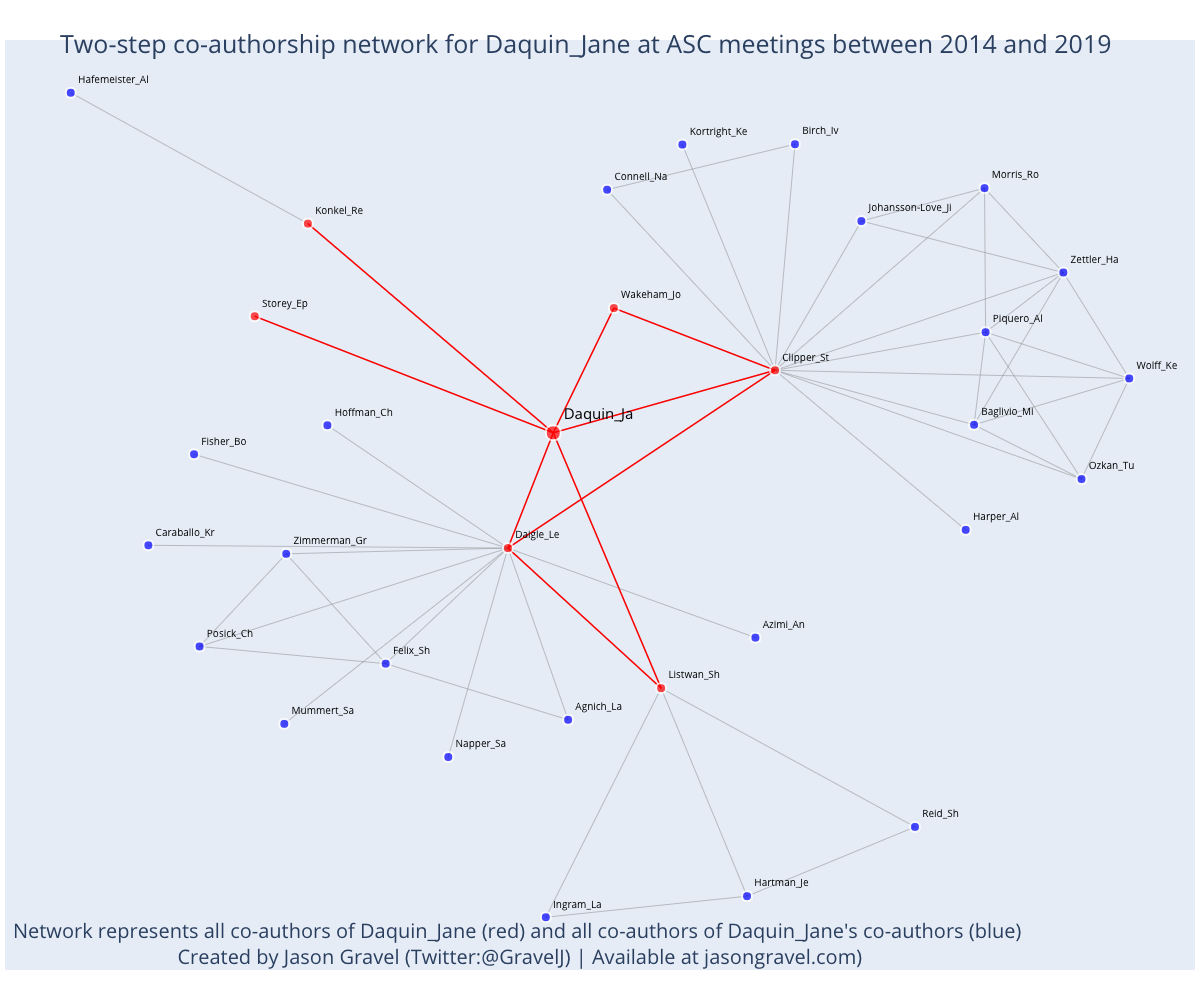 Two-step co-authorship network for Daquin_Jane at ASC meetings between 2014 and 2019
Hafemeister_Al
Kortright_Ke
Birch_Iv
Connell_Na
Morris_Ro
Johansson-Love_Ji
Konkel_Re
Zettler_Ha
Wakeham_Jo
Storey_Ep
Piquero_Al
Clipper_St
Wolff_Ke
Hoffman_Ch
Daquin_Ja
Baglivio_Mi
Fisher_Bo
Ozkan_Tu
Harper_Al
Caraballo_Kr
Zimmerman_Gr
Daigle_Le
Azimi_An
Posick_Ch
Felix_Sh
Listwan_Sh
Mummert_Sa
Agnich_La
Napper_Sa
Reid_Sh
Hartman_Je
Ingram_La
Network represents all co-authors of Daquin_Jane (red) and all co-authors of Daquin_Jane's co-authors (blue)
Created by Jason Gravel (Twitter:@GravelJ) | Available at jasongravel.com)